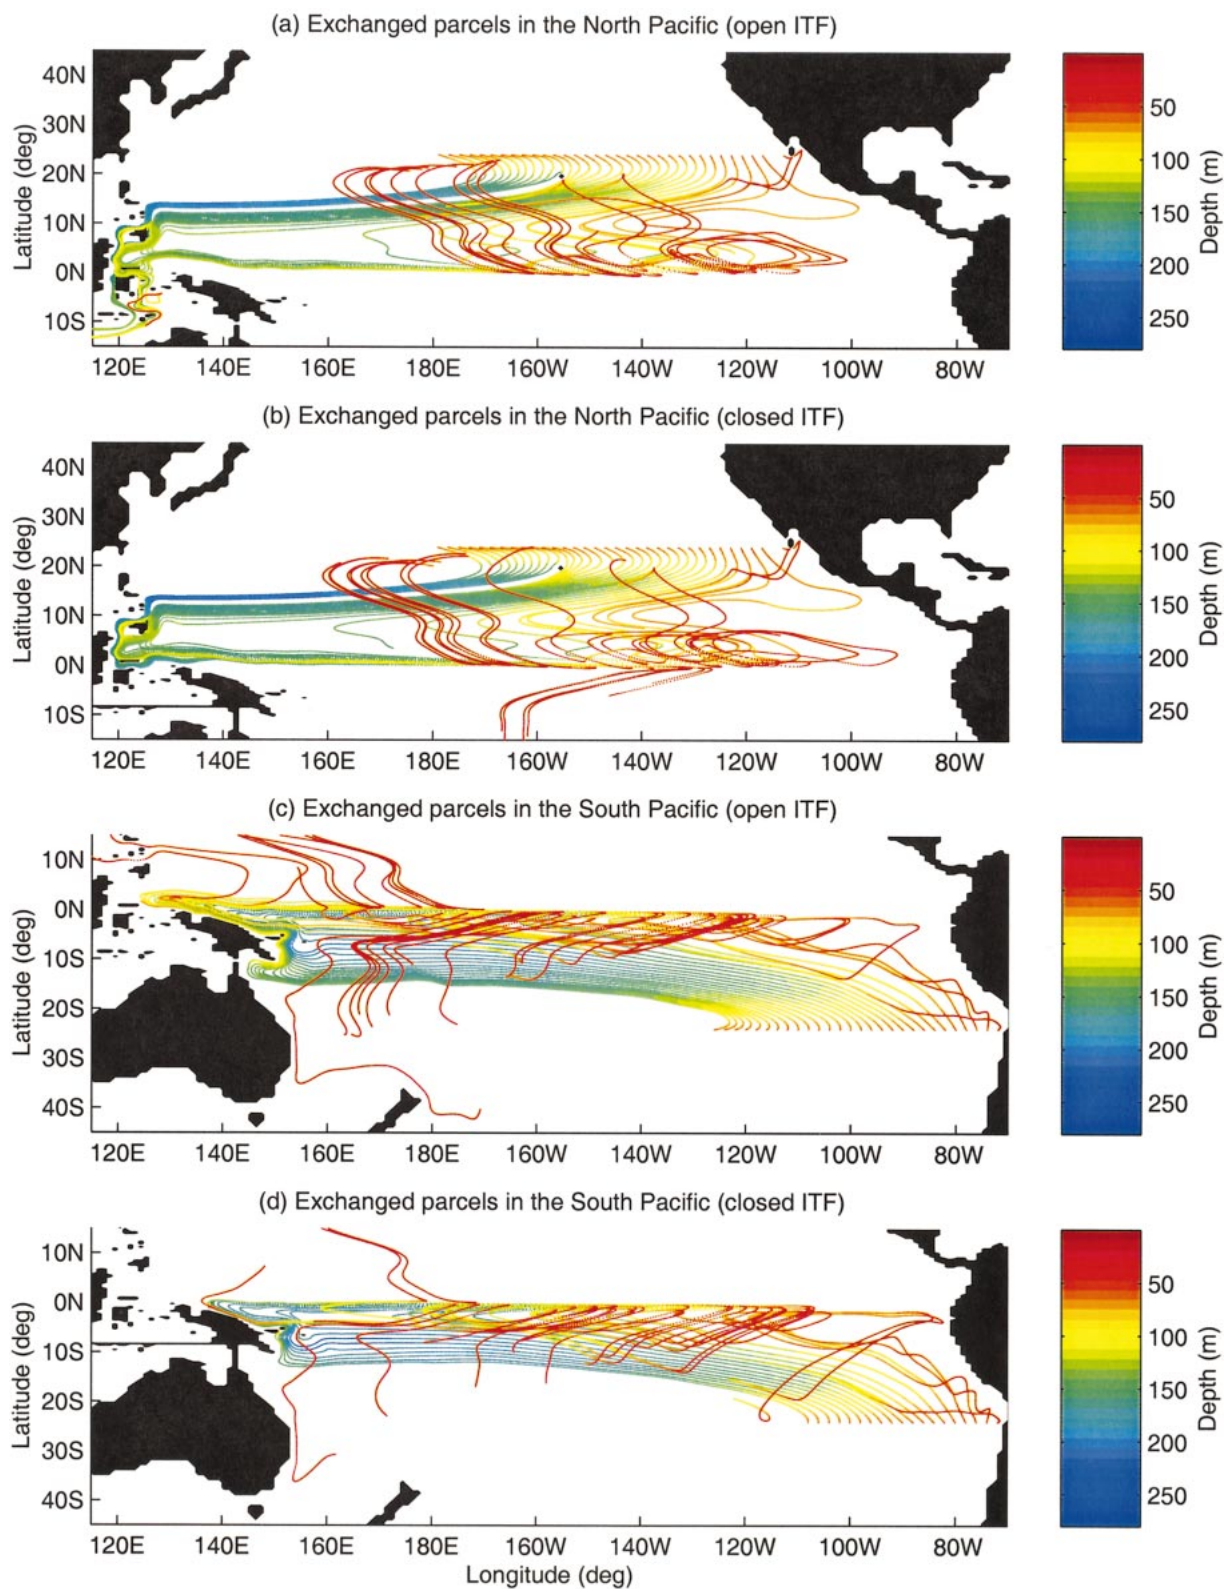 (a) Exchanged parcels in the North Pacific (open ITF)
40N
30N
20N
10N
0N
10S
Latitude (deg)
120E 140E 160E 180E 160W 140W 120W 100W 80W
50
100
150
200
250
Depth (m)
(b) Exchanged parcels in the North Pacific (closed ITF)
40N
30N
20N
10N
0N
10S
Latitude (deg)
120E 140E 160E 180E 160W 140W 120W 100W 80W
50
100
150
200
250
Depth (m)
(c) Exchanged parcels in the South Pacific (open ITF)
10N
0N
10S
20S
30S
40S
Latitude (deg)
120E 140E 160E 180E 160W 140W 120W 100W 80W
50
100
150
200
250
Depth (m)
(d) Exchanged parcels in the South Pacific (closed ITF)
10N
0N
10S
20S
30S
40S
Latitude (deg)
120E 140E 160E 180E 160W 140W 120W 100W 80W
Longitude (deg)
50
100
150
200
250
Depth (m)